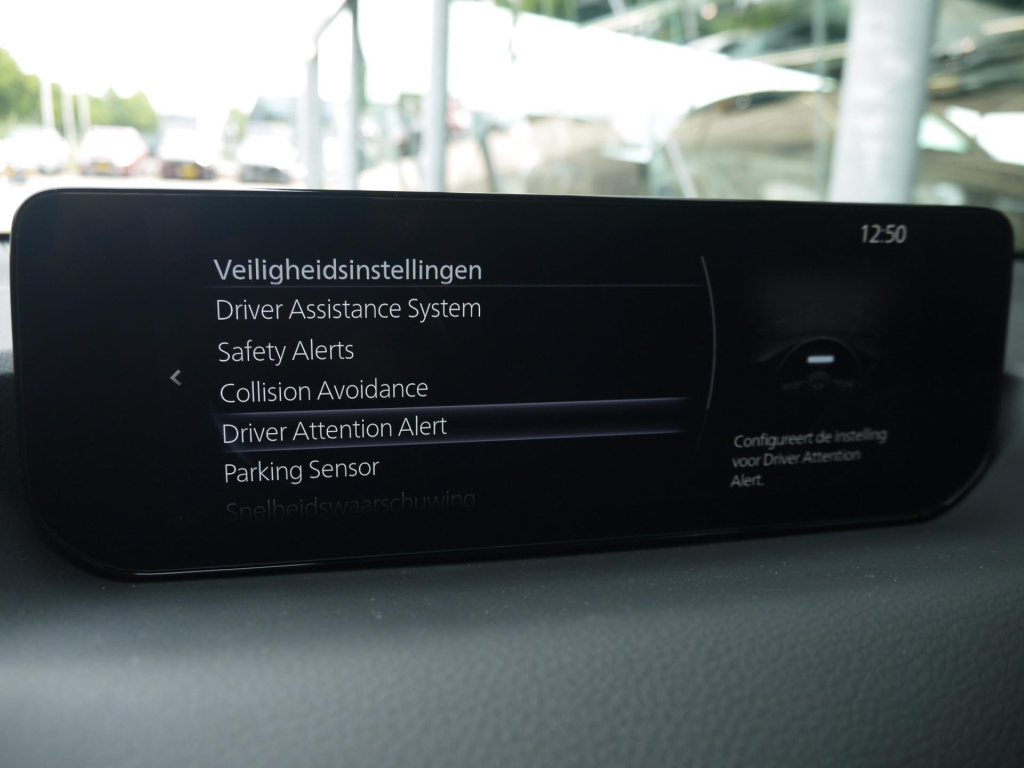 12:50
Veiligheidsinstellingen
Driver Assistance System
Safety Alerts
Collision Avoidance
Driver Attention Alert
Parking Sensor
Snelheidswaarschuwing
Configureert de instelling
voor Driver Attention
Alert.